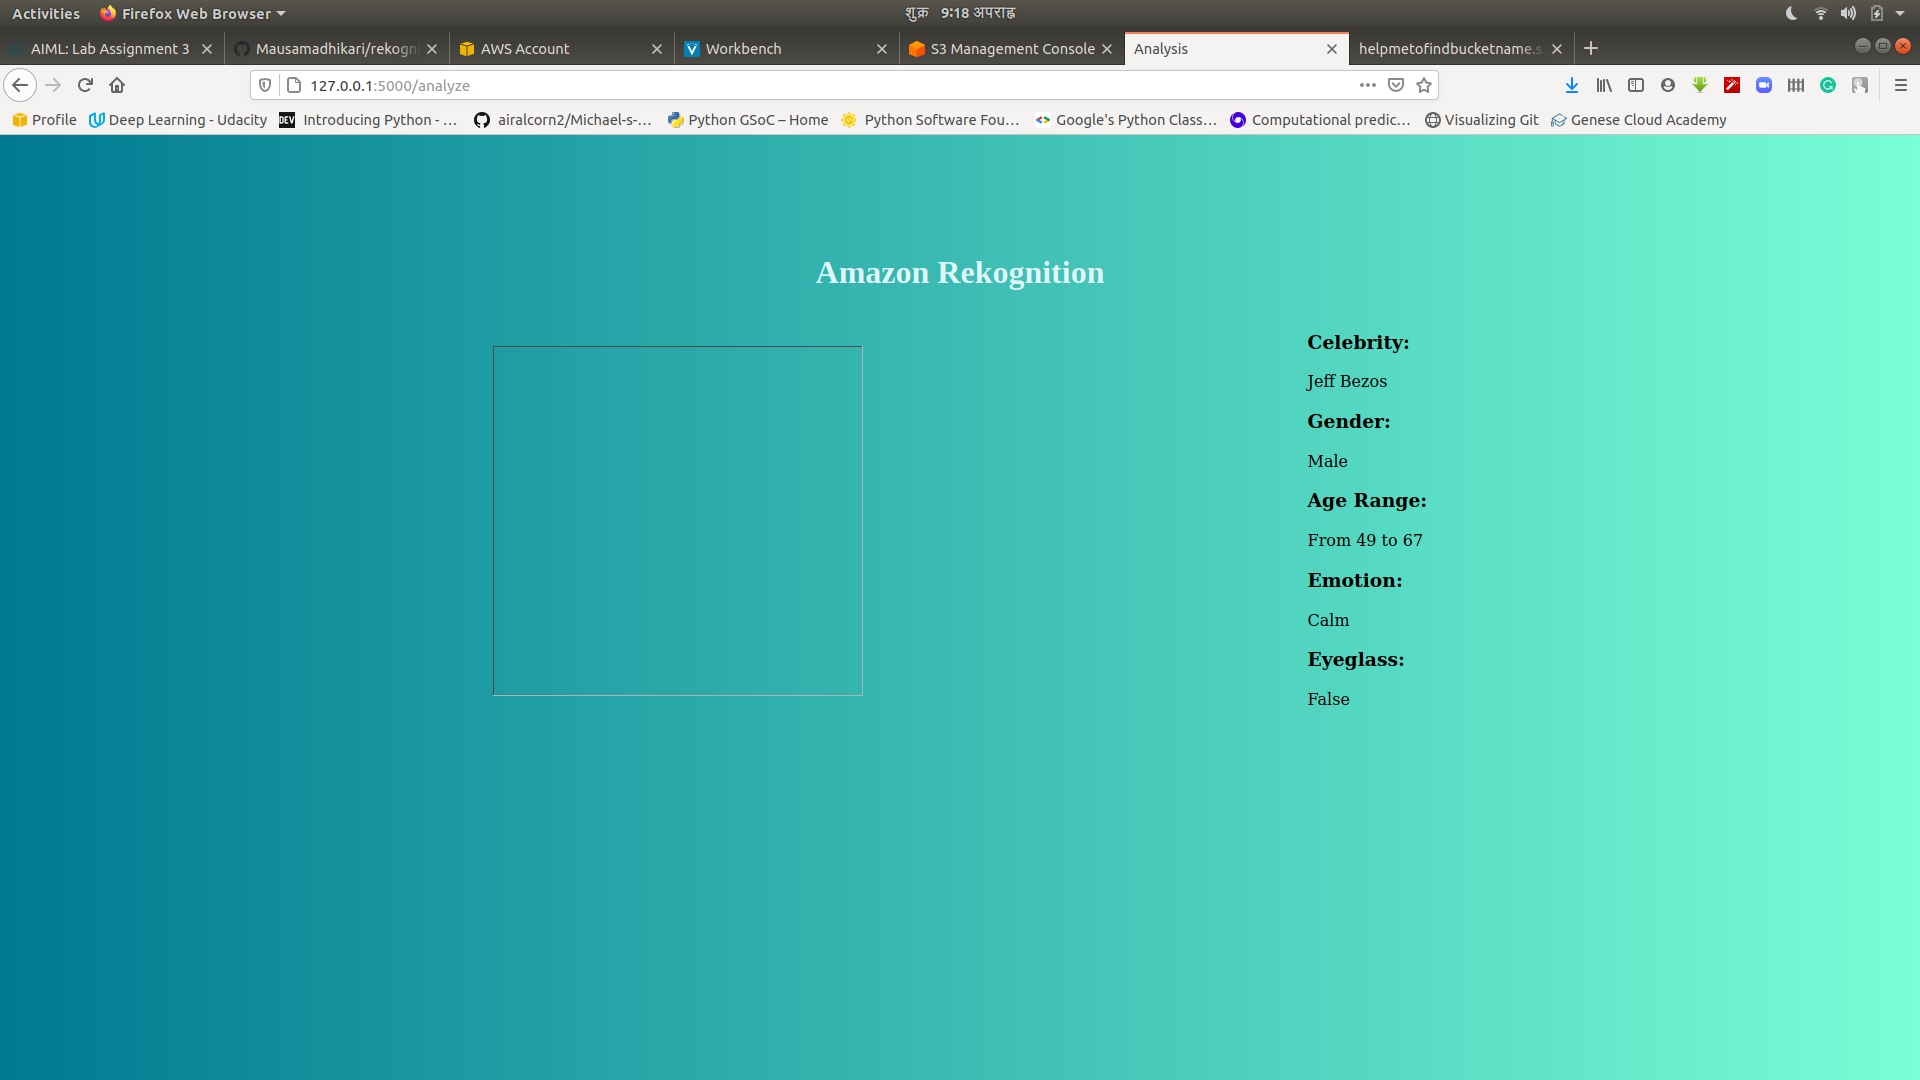 Activities Firefox Web Browser शुक्र 9:18 अपराह्न
AIML: Lab Assignment 3 Mausamadhikari/rekogni AWS Account Workbench S3 Management Console Analysis helpmetofindbucketname.s
127.0.0.1:5000/analyze
Profile Deep Learning - Udacity DEV Introducing Python - … airalcorn2/Michael-s-… Python GSoC – Home Python Software Fou… Google's Python Class… Computational predic… Visualizing Git Genese Cloud Academy
Amazon Rekognition
Celebrity:
Jeff Bezos
Gender:
Male
Age Range:
From 49 to 67
Emotion:
Calm
Eyeglass:
False